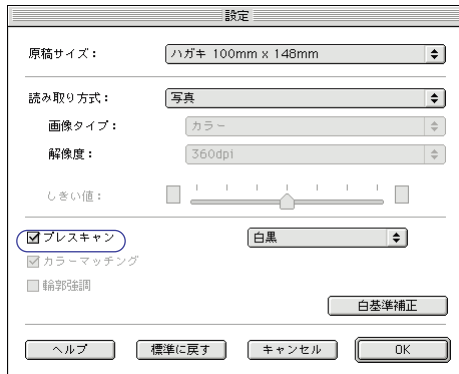 設定
原稿サイズ： ハガキ 100mm x 148mm
読み取り方式： 写真
画像タイプ： カラー
解像度： 360dpi
しきい値：
プレスキャン 白黒
カラーマッチング
輪郭強調
白基準補正
ヘルプ 標準に戻す キャンセル OK